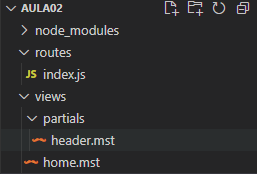 AULA02
node_modules
routes
JS index.js
views
partials
header.mst
home.mst